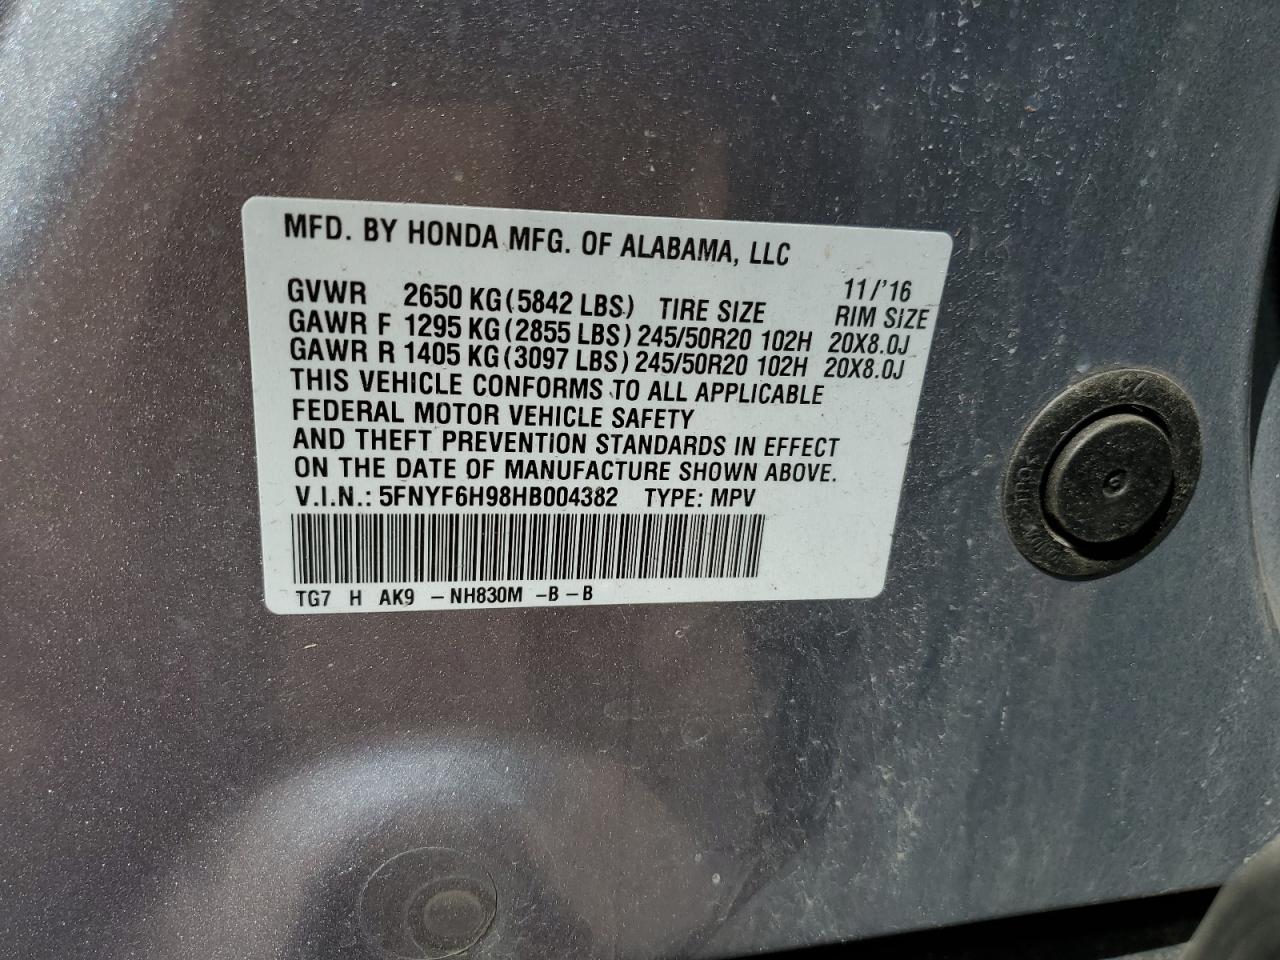 MFD. BY HONDA MFG. OF ALABAMA, LLC
11/'16
GVWR 2650 KG (5842 LBS) TIRE SIZE RIM SIZE
GAWR F 1295 KG (2855 LBS) 245/50R20 102H 20X8.0J
GAWR R 1405 KG (3097 LBS) 245/50R20 102H 20X8.0J
THIS VEHICLE CONFORMS TO ALL APPLICABLE
FEDERAL MOTOR VEHICLE SAFETY
AND THEFT PREVENTION STANDARDS IN EFFECT
ON THE DATE OF MANUFACTURE SHOWN ABOVE.
V.I.N.: 5FNYF6H98HB004382 TYPE: MPV
TG7 H AK9 - NH830M - B - B